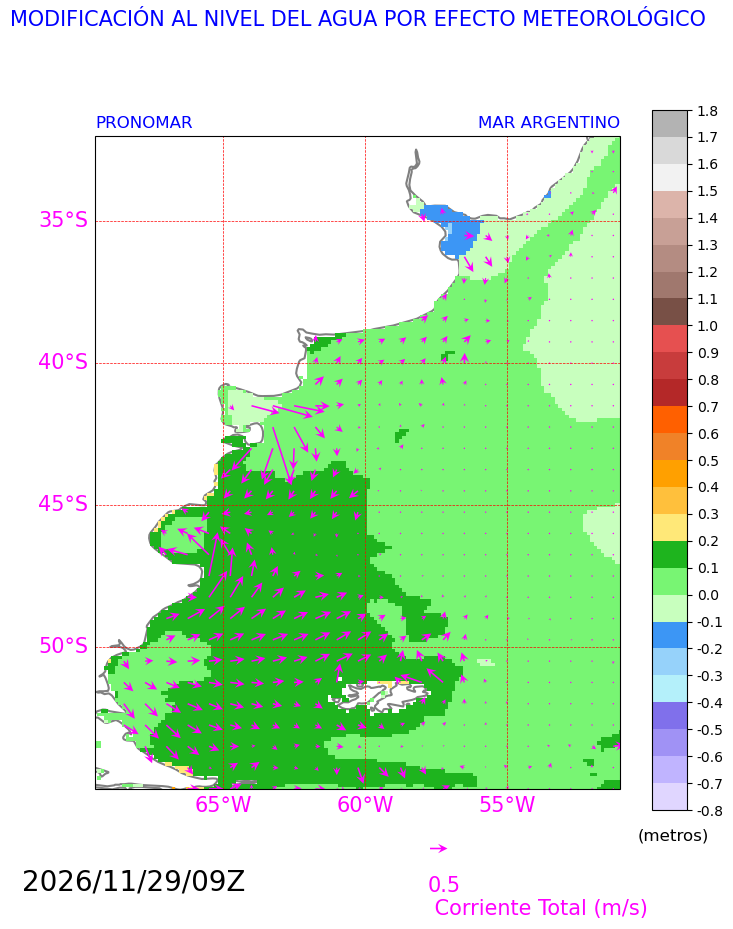 MODIFICACIÓN AL NIVEL DEL AGUA POR EFECTO METEOROLÓGICO
PRONOMAR
MAR ARGENTINO
35°S
40°S
45°S
50°S
65°W
60°W
55°W
1.8
1.7
1.6
1.5
1.4
1.3
1.2
1.1
1.0
0.9
0.8
0.7
0.6
0.5
0.4
0.3
0.2
0.1
0.0
-0.1
-0.2
-0.3
-0.4
-0.5
-0.6
-0.7
-0.8
(metros)
2026/11/29/09Z
0.5
Corriente Total (m/s)